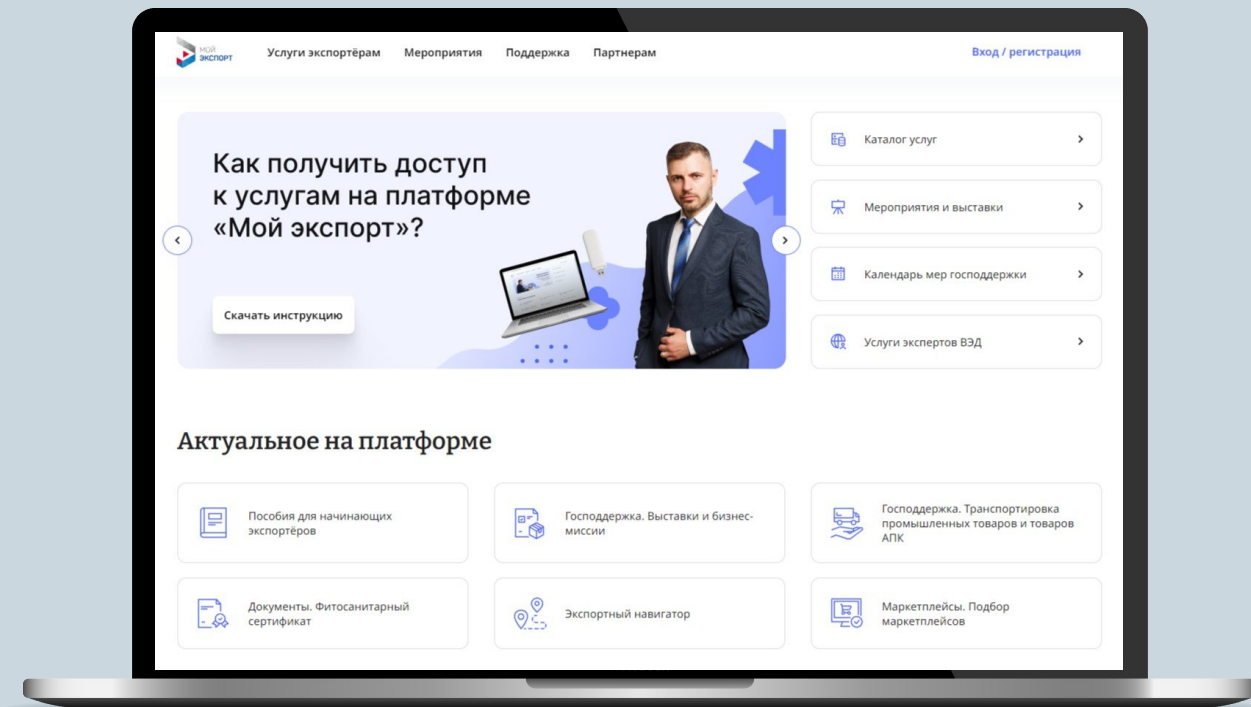 МОЙ
ЭКСПОРТ
Услуги экспортёрам
Мероприятия
Поддержка
Партнерам
Вход / регистрация
Как получить доступ
к услугам на платформе
«Мой экспорт»?
Скачать инструкцию
Каталог услуг
Мероприятия и выставки
Календарь мер господдержки
Услуги экспертов ВЭД
Актуальное на платформе
Пособия для начинающих
экспортёров
Господдержка. Выставки и бизнес-
миссии
Господдержка. Транспортировка
промышленных товаров и товаров
АПК
Документы. Фитосанитарный
сертификат
Экспортный навигатор
Маркетплейсы. Подбор
маркетплейсов